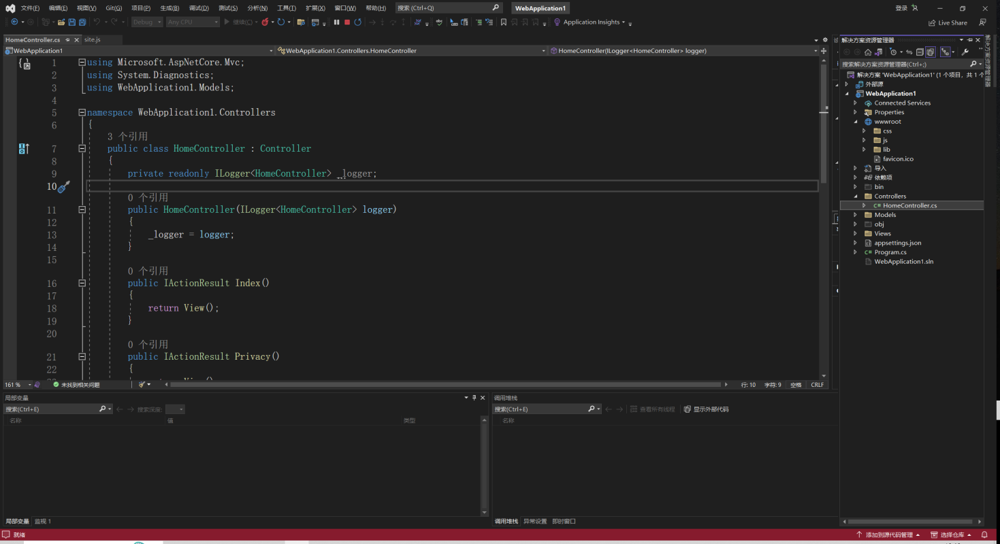 文件(F) 编辑(E) 视图(V) Git(G) 项目(P) 生成(B) 调试(D) 测试(S) 分析(N) 工具(T) 扩展(X) 窗口(W) 帮助(H) 搜索 (Ctrl+Q) WebApplication1 登录
Debug Any CPU 继续(C) Application Insights Live Share
HomeController.cs site.js
WebApplication1 WebApplication1.Controllers.HomeController HomeController(ILogger<HomeController> logger)
1 using Microsoft.AspNetCore.Mvc;
2 using System.Diagnostics;
3 using WebApplication1.Models;
4
5 namespace WebApplication1.Controllers
6 {
3 个引用
7 public class HomeController : Controller
8 {
9 private readonly ILogger<HomeController> _logger;
10
0 个引用
11 public HomeController(ILogger<HomeController> logger)
12 {
13 _logger = logger;
14 }
15
0 个引用
16 public IActionResult Index()
17 {
18 return View();
19 }
20
0 个引用
21 public IActionResult Privacy()
22 {
161 % 未找到相关问题 行: 10 字符: 9 空格 CRLF
局部变量
搜索(Ctrl+E) 搜索深度:
名称 值 类型
局部变量 监视 1
调用堆栈
搜索(Ctrl+E) 查看所有线程 显示外部代码
名称
调用堆栈 异常设置 即时窗口
解决方案资源管理器
搜索解决方案资源管理器(Ctrl+;)
解决方案 'WebApplication1' (1 个项目, 共 1 个
外部源
WebApplication1
Connected Services
Properties
wwwroot
css
js
lib
favicon.ico
导入
依赖项
bin
Controllers
C# HomeController.cs
Models
obj
Views
appsettings.json
C# Program.cs
WebApplication1.sln
解决方案资源管理器
就绪 添加到源代码管理 选择仓库